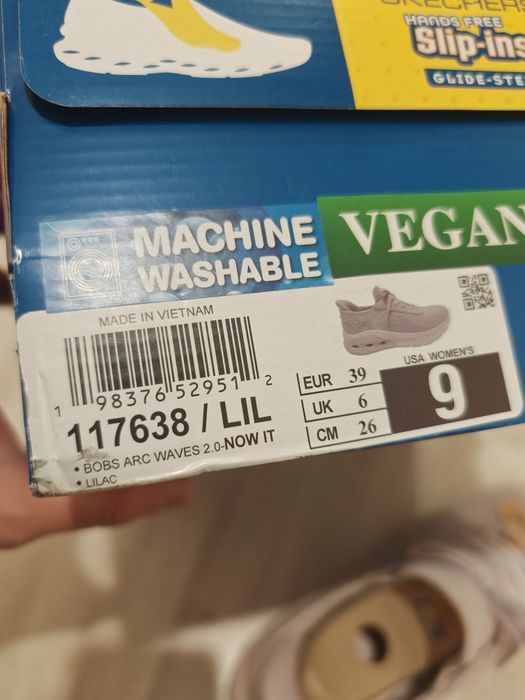 SKECHERS
HANDS FREE
Slip-ins
GLIDE-STE
MACHINE
WASHABLE
VEGAN
MADE IN VIETNAM
1 98376 52951 2
117638 / LIL
• BOBS ARC WAVES 2.0-NOW IT
• LILAC
EUR 39
UK 6
CM 26
USA WOMEN'S
9